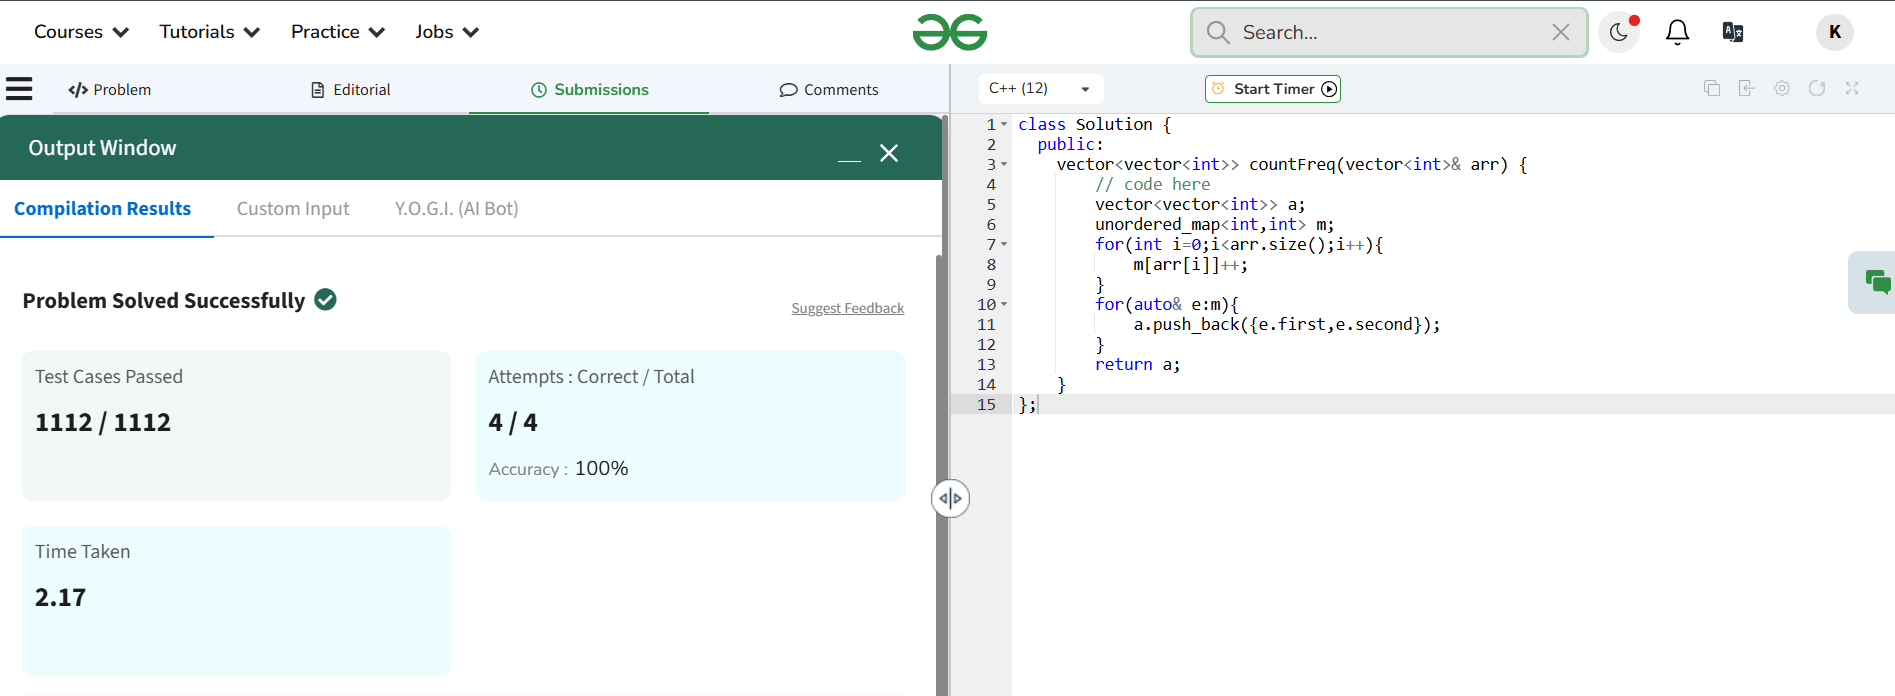 Courses Tutorials Practice Jobs Search... K
Problem Editorial Submissions Comments C++ (12) Start Timer
Output Window
Compilation Results Custom Input Y.O.G.I. (AI Bot)
Problem Solved Successfully
Suggest Feedback
Test Cases Passed
1112 / 1112
Attempts : Correct / Total
4 / 4
Accuracy : 100%
Time Taken
2.17
1 class Solution {
2 public:
3 vector<vector<int>> countFreq(vector<int>& arr) {
4 // code here
5 vector<vector<int>> a;
6 unordered_map<int,int> m;
7 for(int i=0;i<arr.size();i++){
8 m[arr[i]]++;
9 }
10 for(auto& e:m){
11 a.push_back({e.first,e.second});
12 }
13 return a;
14 }
15 };